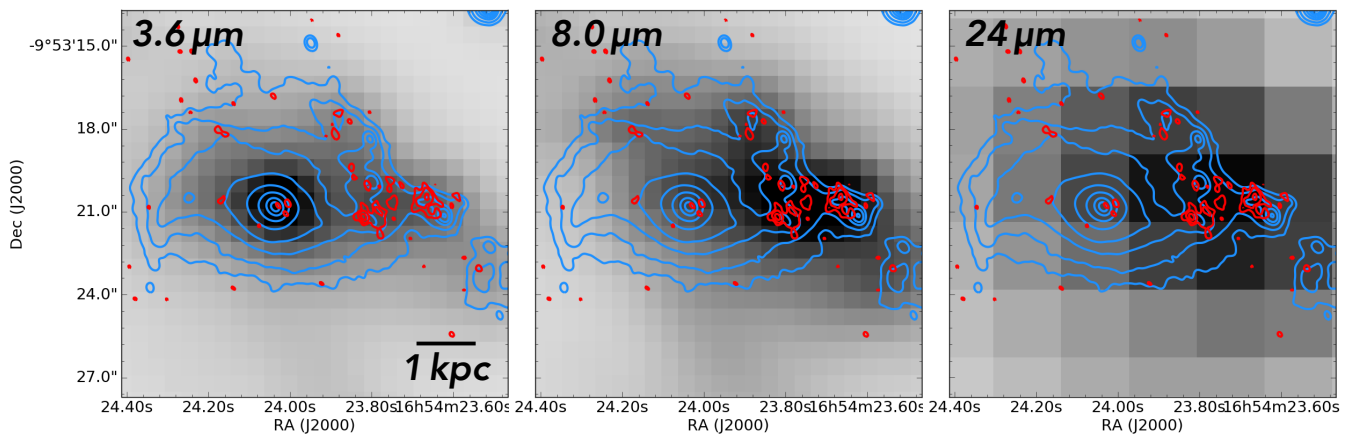 3.6 μm
8.0 μm
24 μm
-9°53'15.0"
18.0"
21.0"
24.0"
27.0"
Dec (J2000)
1 kpc
24.40s 24.20s 24.00s 23.80s 16h54m23.60s
24.40s 24.20s 24.00s 23.80s 16h54m23.60s
24.40s 24.20s 24.00s 23.80s 16h54m23.60s
RA (J2000)
RA (J2000)
RA (J2000)